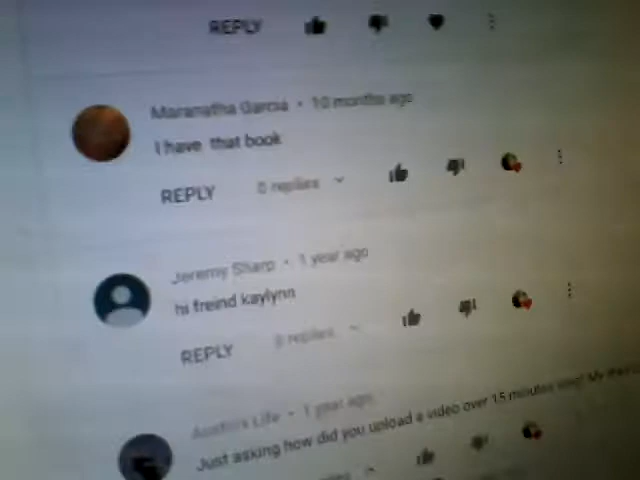 REPLY
Maranatha Garcia • 10 months ago
I have that book
REPLY 0 replies
Jeremy Sharp • 1 year ago
hi freind kaylynn
REPLY 0 replies
Life • 1 year ago
Just asking how did you upload a video over 15 minutes long? My